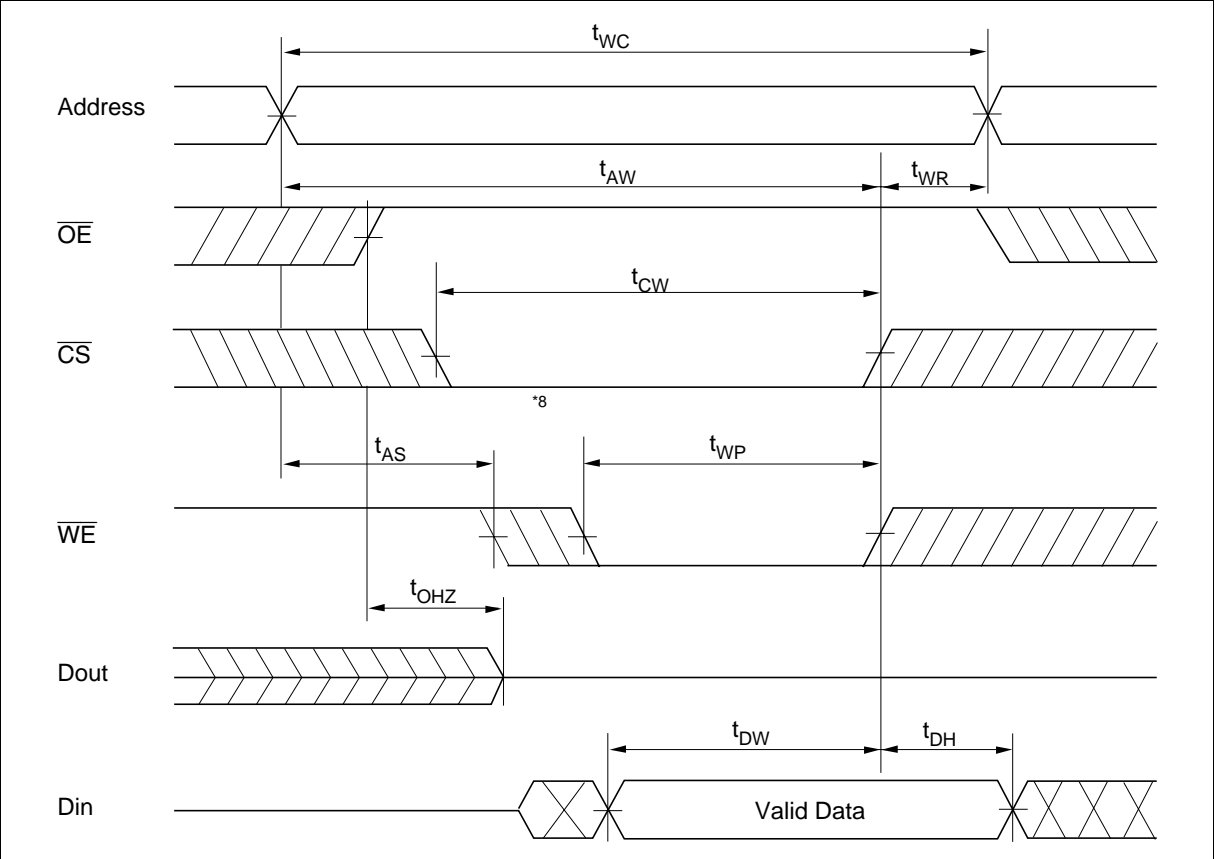 tWC
Address
tAW
tWR
OE
tCW
CS
*8
tAS
tWP
WE
tOHZ
Dout
tDW
tDH
Din
Valid Data